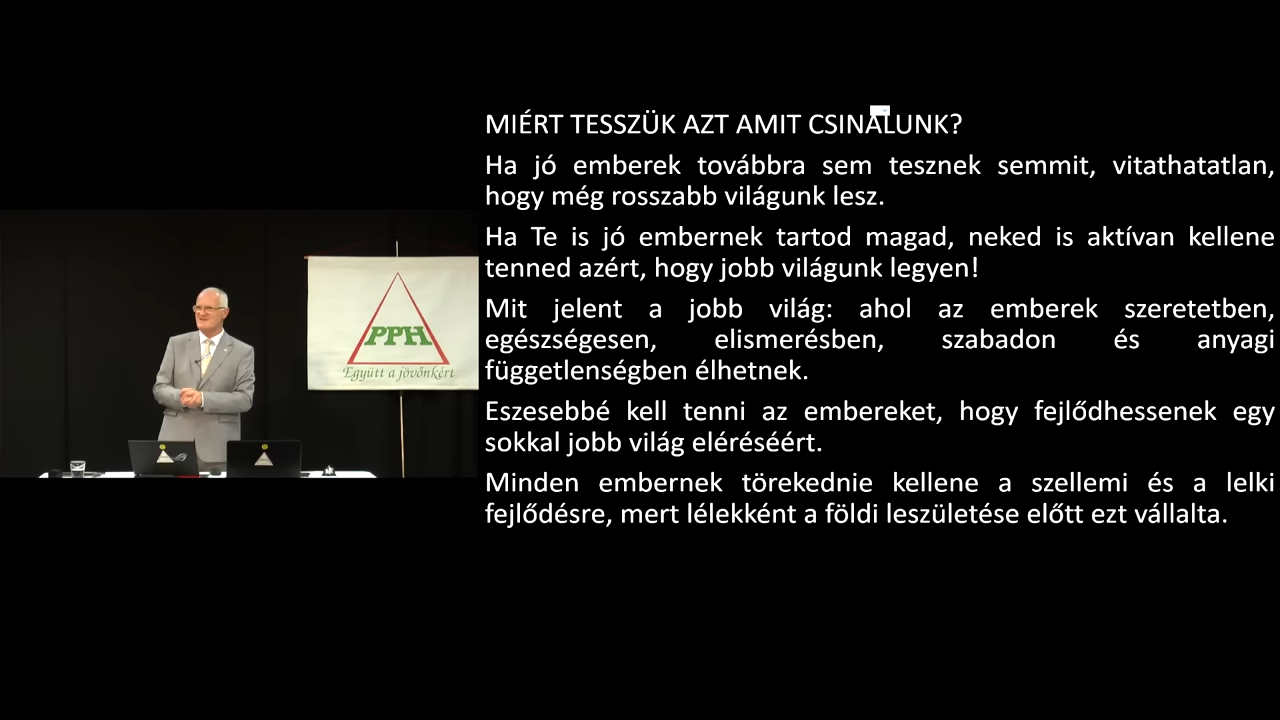 MIÉRT TESSZÜK AZT AMIT CSINÁLUNK?
Ha jó emberek továbbra sem tesznek semmit, vitathatatlan,
hogy még rosszabb világunk lesz.
Ha Te is jó embernek tartod magad, neked is aktívan kellene
tenned azért, hogy jobb világunk legyen!
Mit jelent a jobb világ: ahol az emberek szeretetben,
egészségesen, elismerésben, szabadon és anyagi
függetlenségben élhetnek.
Eszesebbé kell tenni az embereket, hogy fejlődhessenek egy
sokkal jobb világ eléréséért.
Minden embernek törekednie kellene a szellemi és a lelki
fejlődésre, mert lélekként a földi leszületése előtt ezt vállalta.
PPH
Együtt a jövőnkért